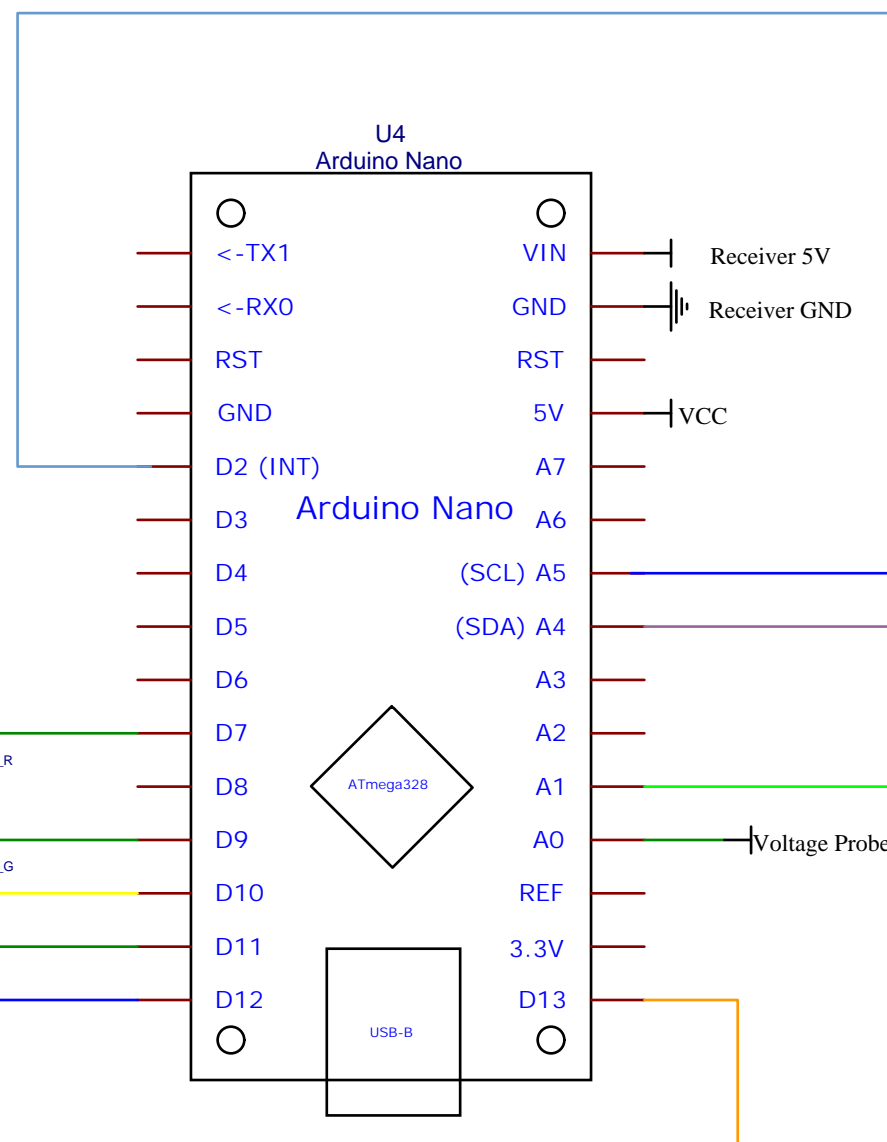 U4
Arduino Nano
<-TX1
VIN
Receiver 5V
<-RX0
GND
Receiver GND
RST
RST
GND
5V
VCC
D2 (INT)
A7
Arduino Nano
D3
A6
D4
(SCL) A5
D5
(SDA) A4
D6
A3
D7
A2
_R
D8
ATmega328
A1
D9
A0
Voltage Probe
_G
D10
REF
D11
3.3V
D12
D13
USB-B